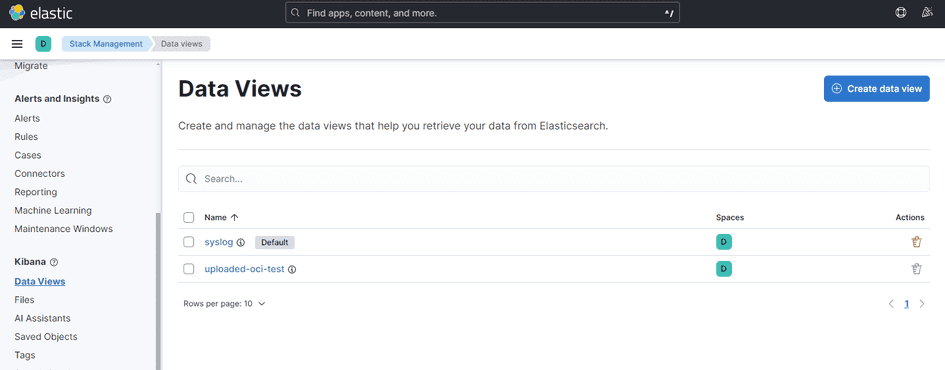 elastic
Find apps, content, and more.
^/
D
Stack Management
Data views
Migrate
Alerts and Insights
Alerts
Rules
Cases
Connectors
Reporting
Machine Learning
Maintenance Windows
Kibana
Data Views
Files
AI Assistants
Saved Objects
Tags
Data Views
Create data view
Create and manage the data views that help you retrieve your data from Elasticsearch.
Search...
Name
Spaces
Actions
syslog
Default
D
uploaded-oci-test
D
Rows per page: 10
1